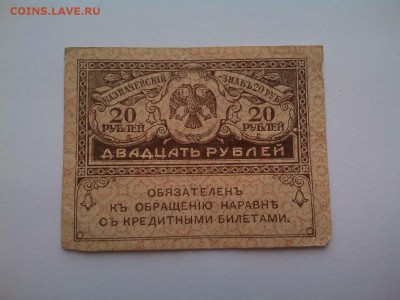 COINS.LAVE.RU
КАЗНАЧЕЙСКІЙ ЗНАКЪ 20 РУБ.
20 20
РУБЛЕЙ РУБЛЕЙ
ДВАДЦАТЬ РУБЛЕЙ
ОБЯЗАТЕЛЕНЪ
КЪ ОБРАЩЕНІЮ НАРАВНѢ
СЪ КРЕДИТНЫМИ БИЛЕТАМИ.